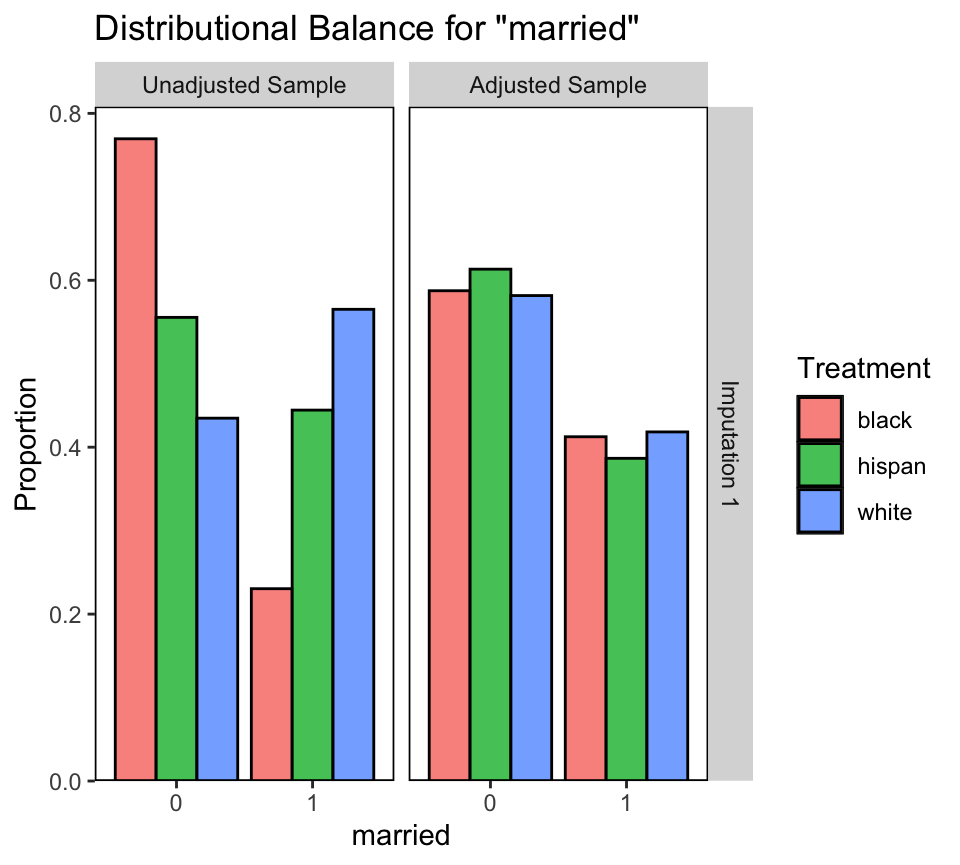 Distributional Balance for "married"
Unadjusted Sample
Adjusted Sample
0.8
0.6
0.4
0.2
0.0
Proportion
0
1
0
1
married
Imputation 1
Treatment
black
hispan
white